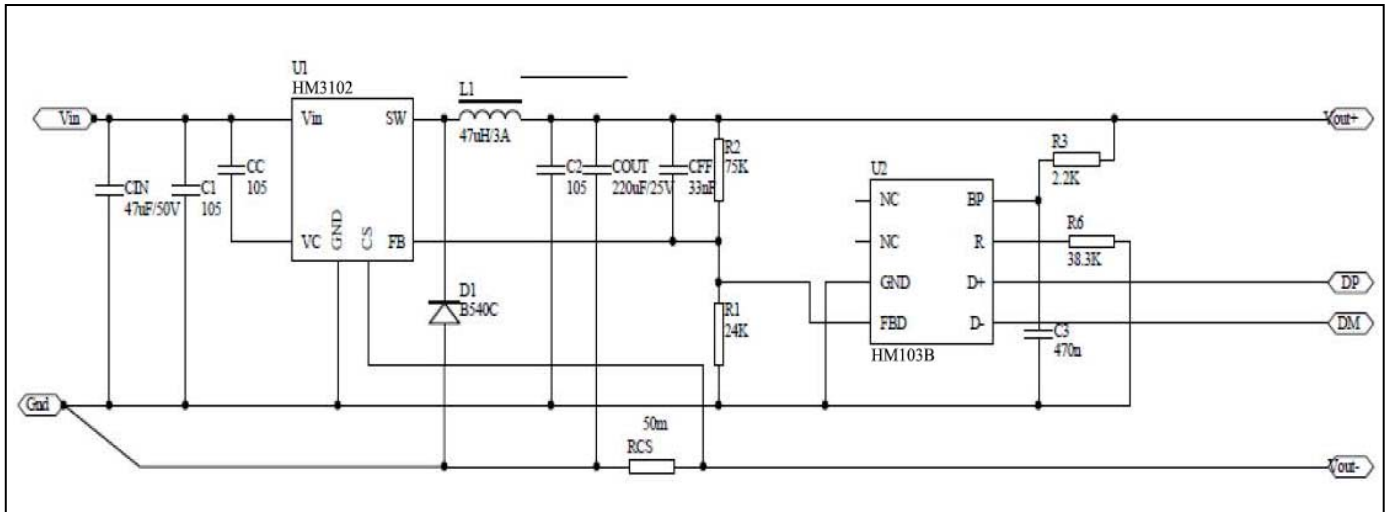 U1
HM3102
Vin
Vin
SW
VC
GND
CS
FB
L1
47uH/3A
CIN
47uF/50V
C1
105
CC
105
C2
105
COUT
220uF/25V
CFF
33nF
R2
75K
R1
24K
D1
B540C
U2
NC
NC
GND
FBD
BP
R
D+
D-
HM103B
R3
2.2K
R6
38.3K
C3
470n
Vout+
DP
DM
Gnd
50m
RCS
Vout-